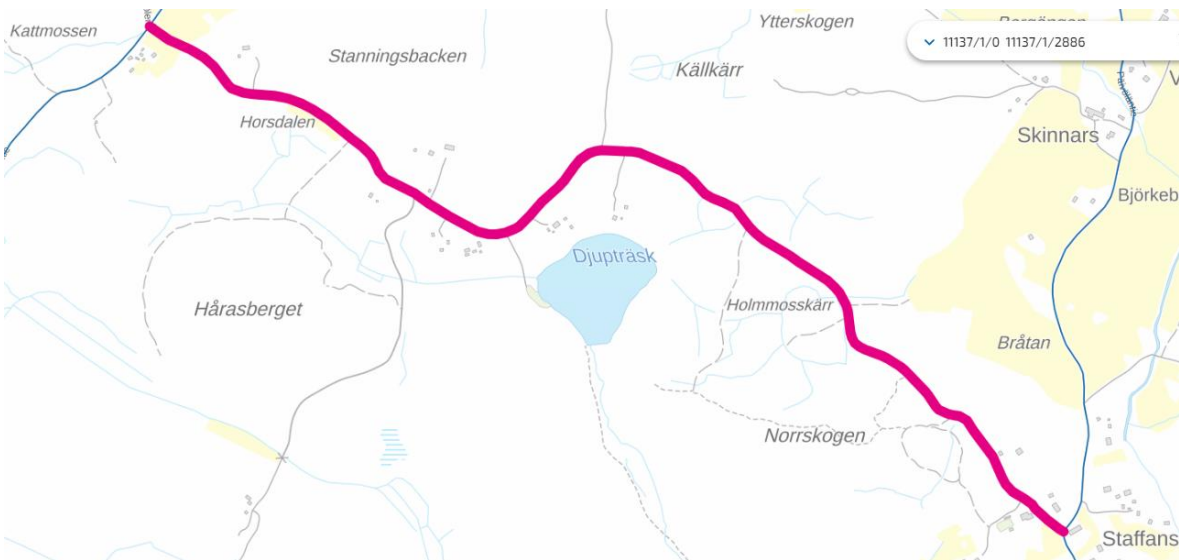 Kattmossen
Ytterskogen
11137/1/0 11137/1/2886
Stanningsbacken
Källkärr
Horsdalen
Skinnars
Björkeb
Djupträsk
Hårasberget
Holmmosskärr
Bråtan
Norrskogen
Staffans